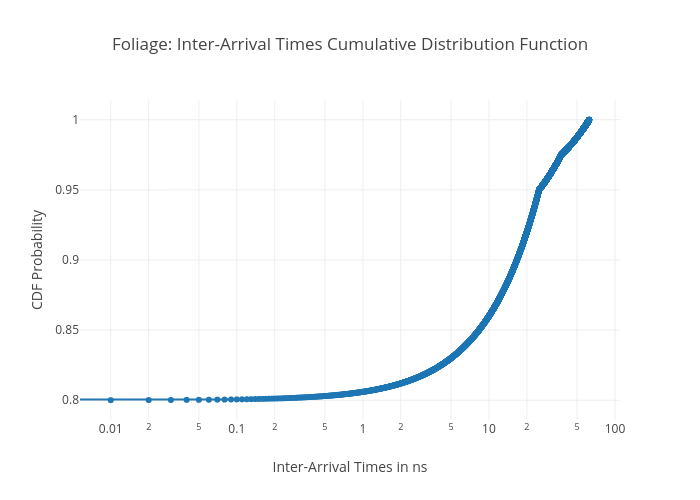 Foliage: Inter-Arrival Times Cumulative Distribution Function
1
0.95
0.9
0.85
0.8
CDF Probability
0.01 2 5 0.1 2 5 1 2 5 10 2 5 100
Inter-Arrival Times in ns